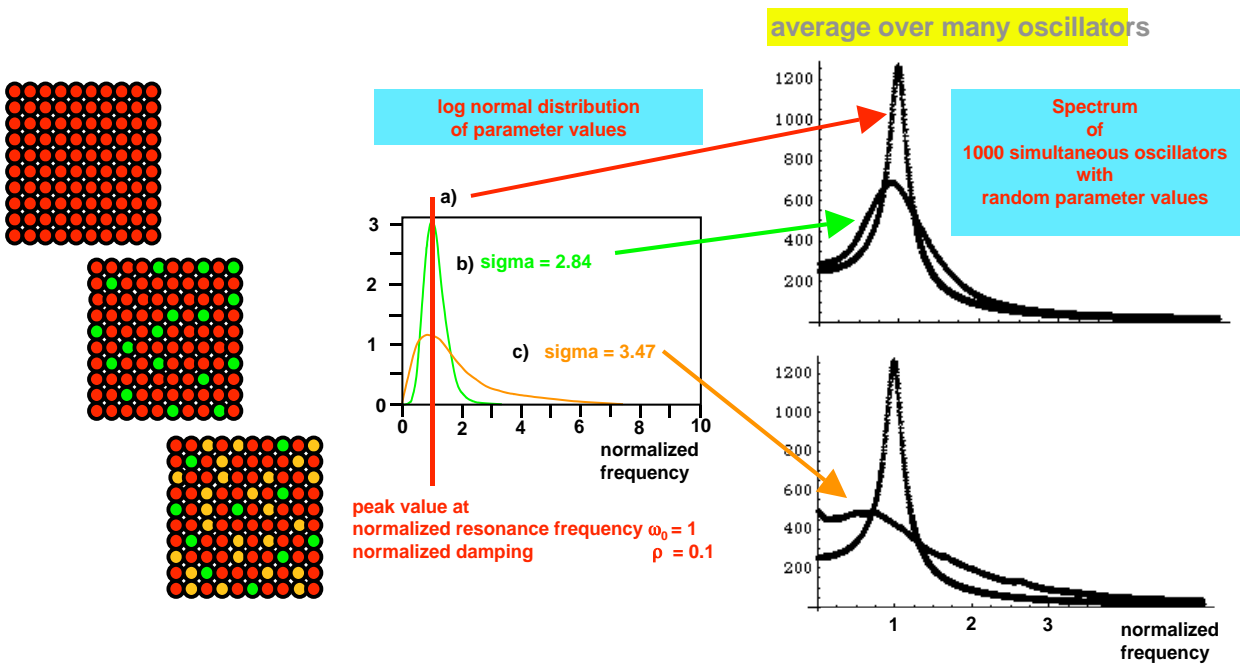 average over many oscillators
log normal distribution
of parameter values
a)
3
2
1
0
b) sigma = 2.84
c) sigma = 3.47
0 2 4 6 8 10
normalized
frequency
peak value at
normalized resonance frequency ω₀ = 1
normalized damping ρ = 0.1
1200
1000
800
600
400
200
Spectrum
of
1000 simultaneous oscillators
with
random parameter values
1200
1000
800
600
400
200
1 2 3
normalized
frequency